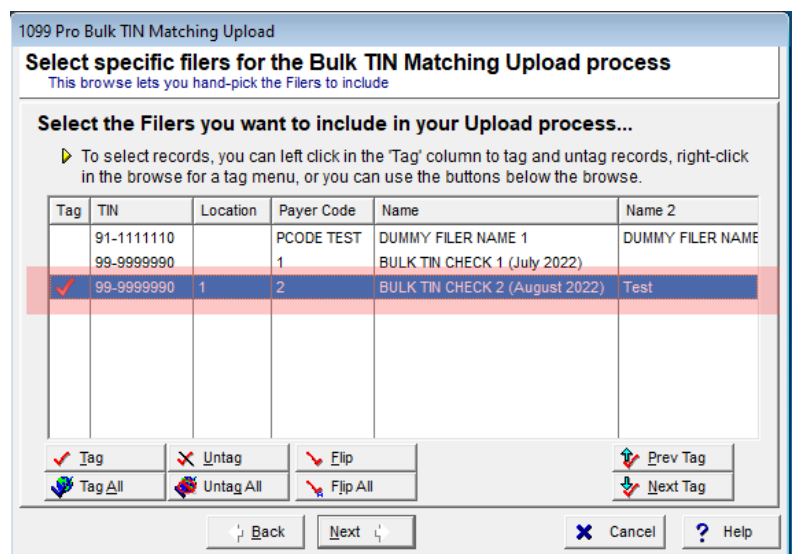 1099 Pro Bulk TIN Matching Upload
Select specific filers for the Bulk TIN Matching Upload process
This browse lets you hand-pick the Filers to include
Select the Filers you want to include in your Upload process...
To select records, you can left click in the 'Tag' column to tag and untag records, right-click
in the browse for a tag menu, or you can use the buttons below the browse.
Tag TIN Location Payer Code Name Name 2
91-1111110 PCODE TEST DUMMY FILER NAME 1 DUMMY FILER NAME
99-9999990 1 BULK TIN CHECK 1 (July 2022)
99-9999990 1 2 BULK TIN CHECK 2 (August 2022) Test
Tag Untag Flip Prev Tag
Tag All Untag All Flip All Next Tag
Back Next Cancel ? Help